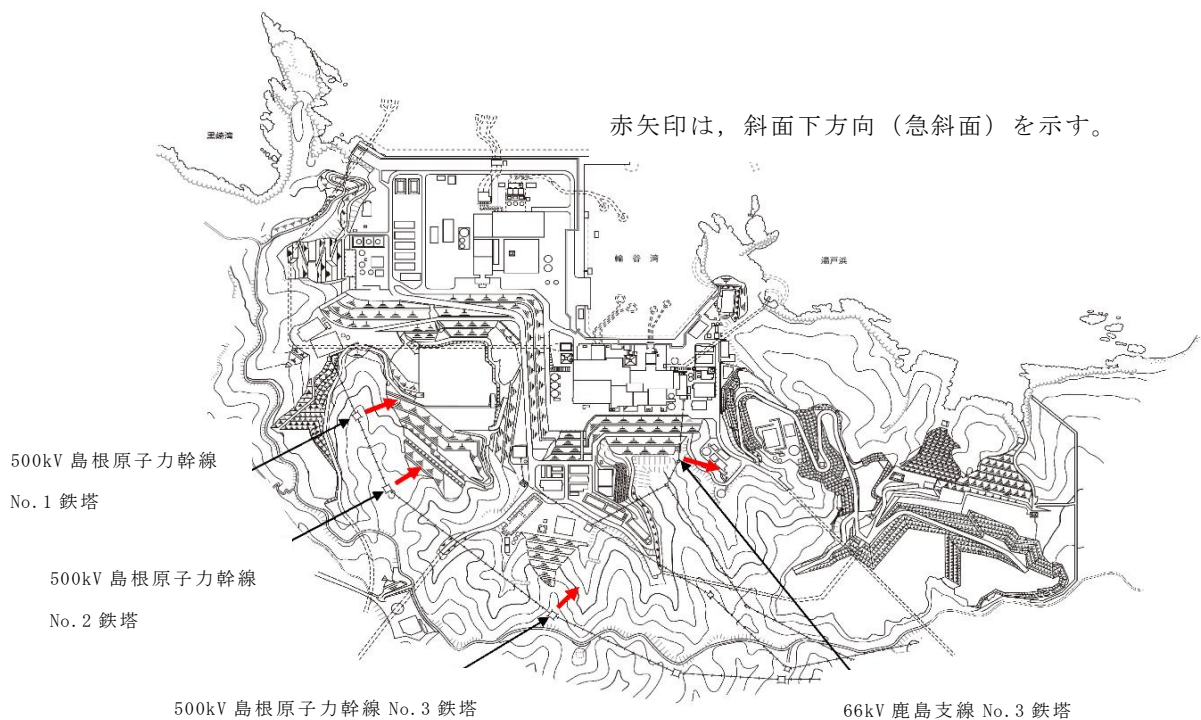 赤矢印は，斜面下方向（急斜面）を示す。
輪谷湾
湯戸浜
500kV 島根原子力幹線
No.1 鉄塔
500kV 島根原子力幹線
No.2 鉄塔
500kV 島根原子力幹線 No.3 鉄塔
66kV 鹿島支線 No.3 鉄塔